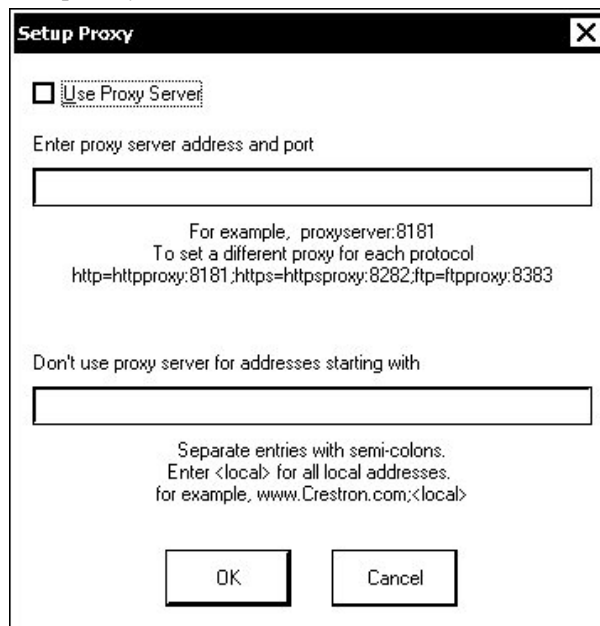 Setup Proxy
Use Proxy Server
Enter proxy server address and port
For example, proxyserver:8181
To set a different proxy for each protocol
http=httpproxy:8181;https=httpsproxy:8282;ftp=ftpproxy:8383
Don't use proxy server for addresses starting with
Separate entries with semi-colons.
Enter <local> for all local addresses.
for example, www.Crestron.com;<local>
OK
Cancel